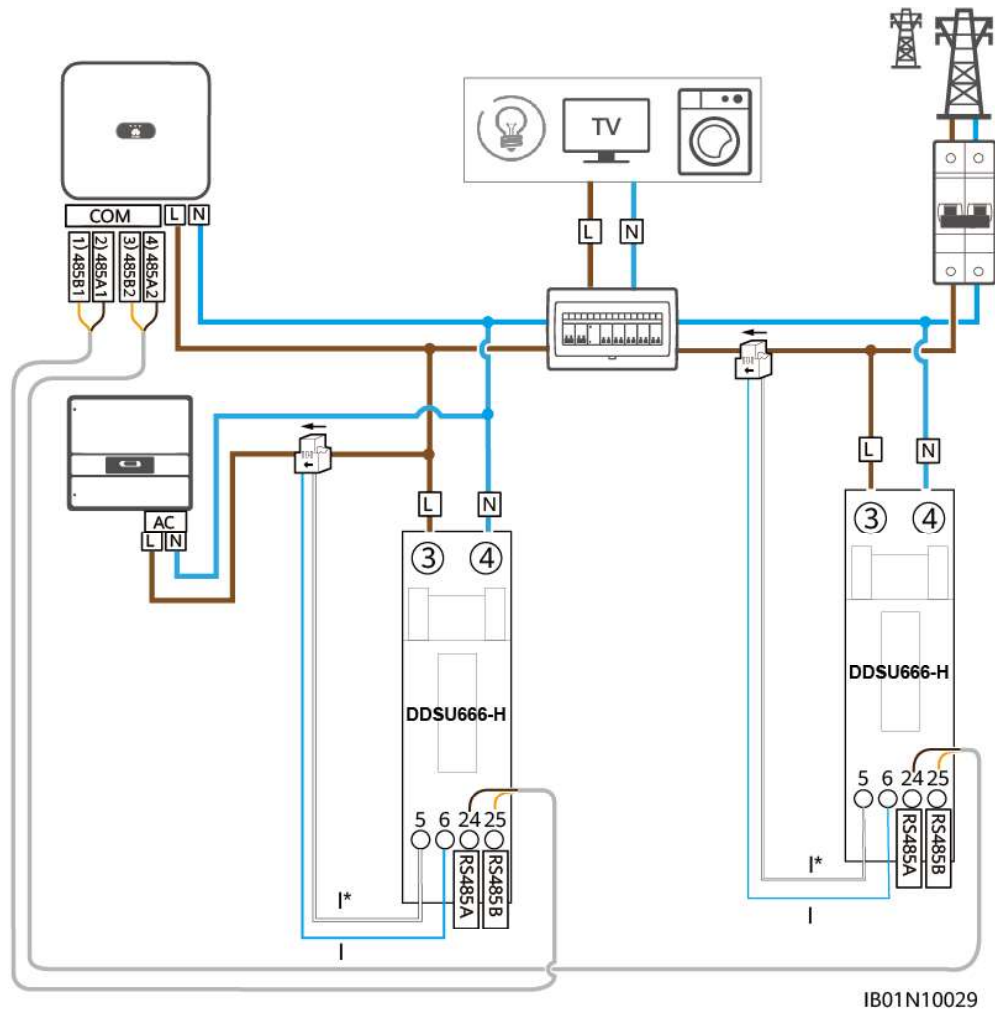 TV
COM
L
N
1) 485B1
2) 485A1
3) 485B2
4) 485A2
L
N
L
N
AC
L
N
L
N
3
4
3
4
DDSU666-H
DDSU666-H
5
6
24
25
RS485A
RS485B
5
6
24
25
RS485A
RS485B
I*
I
I*
I
IB01N10029